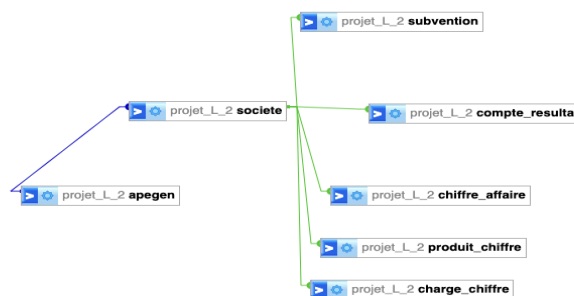 projet_L_2 subvention
projet_L_2 societe
projet_L_2 compte_resulta
projet_L_2 apegen
projet_L_2 chiffre_affaire
projet_L_2 produit_chiffre
projet_L_2 charge_chiffre